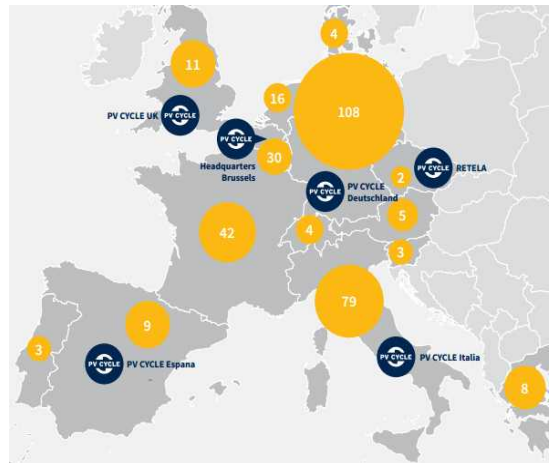 4
11
108
16
PV CYCLE UK
PV CYCLE
PV CYCLE
30
Headquarters
Brussels
2
PV CYCLE
RETELA
PV CYCLE
PV CYCLE
Deutschland
5
42
4
3
79
9
3
PV CYCLE
PV CYCLE Espana
PV CYCLE
PV CYCLE Italia
8